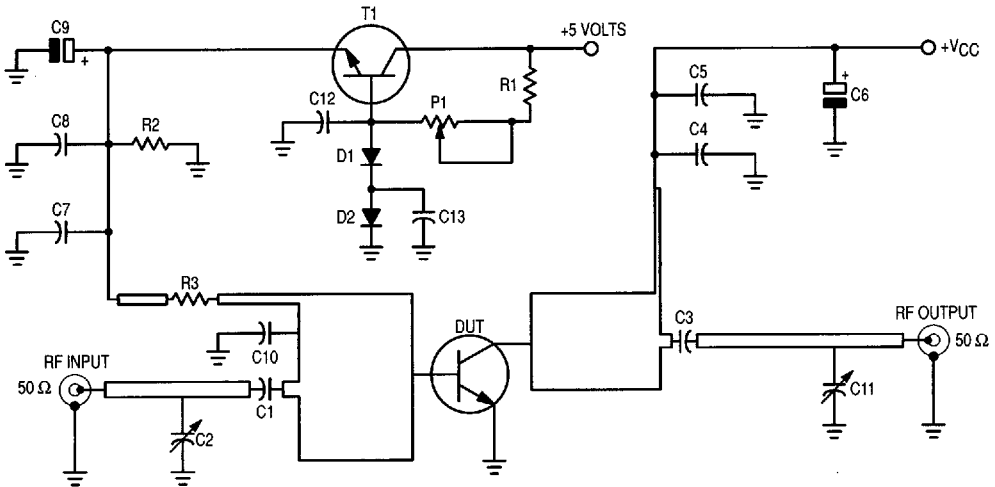 C9
+
T1
+5 VOLTS
+VCC
C12
P1
R1
C5
+
C6
C8
R2
C4
D1
C7
D2
C13
R3
C10
DUT
C3
RF OUTPUT
50 Ω
RF INPUT
50 Ω
C1
C2
C11